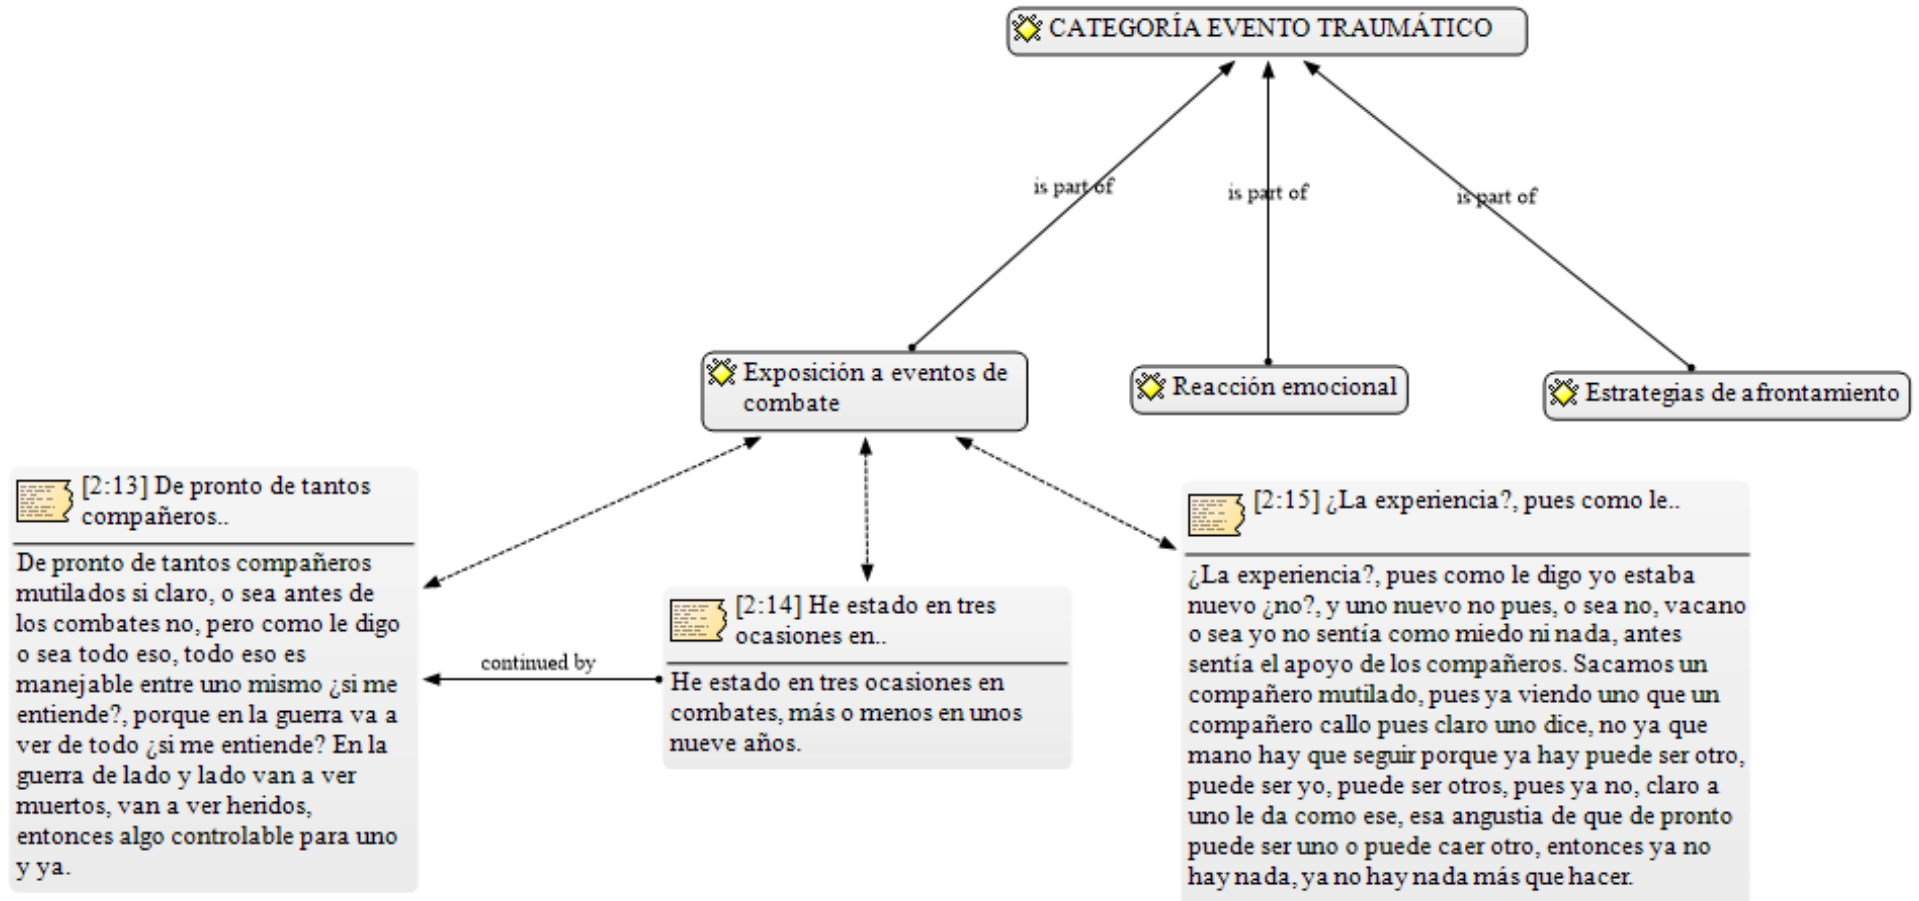 CATEGORÍA EVENTO TRAUMÁTICO
is part of
is part of
is part of
Exposición a eventos de
combate
Reacción emocional
Estrategias de afrontamiento
[2:13] De pronto de tantos
compañeros..
De pronto de tantos compañeros
mutilados si claro, o sea antes de
los combates no, pero como le digo
o sea todo eso, todo eso es
manejable entre uno mismo ¿si me
entiende?, porque en la guerra va a
ver de todo ¿si me entiende? En la
guerra de lado y lado van a ver
muertos, van a ver heridos,
entonces algo controlable para uno
y ya.
continued by
[2:14] He estado en tres
ocasiones en..
He estado en tres ocasiones en
combates, más o menos en unos
nueve años.
[2:15] ¿La experiencia?, pues como le..
¿La experiencia?, pues como le digo yo estaba
nuevo ¿no?, y uno nuevo no pues, o sea no, vacano
o sea yo no sentía como miedo ni nada, antes
sentía el apoyo de los compañeros. Sacamos un
compañero mutilado, pues ya viendo uno que un
compañero callo pues claro uno dice, no ya que
mano hay que seguir porque ya hay puede ser otro,
puede ser yo, puede ser otros, pues ya no, claro a
uno le da como ese, esa angustia de que de pronto
puede ser uno o puede caer otro, entonces ya no
hay nada, ya no hay nada más que hacer.